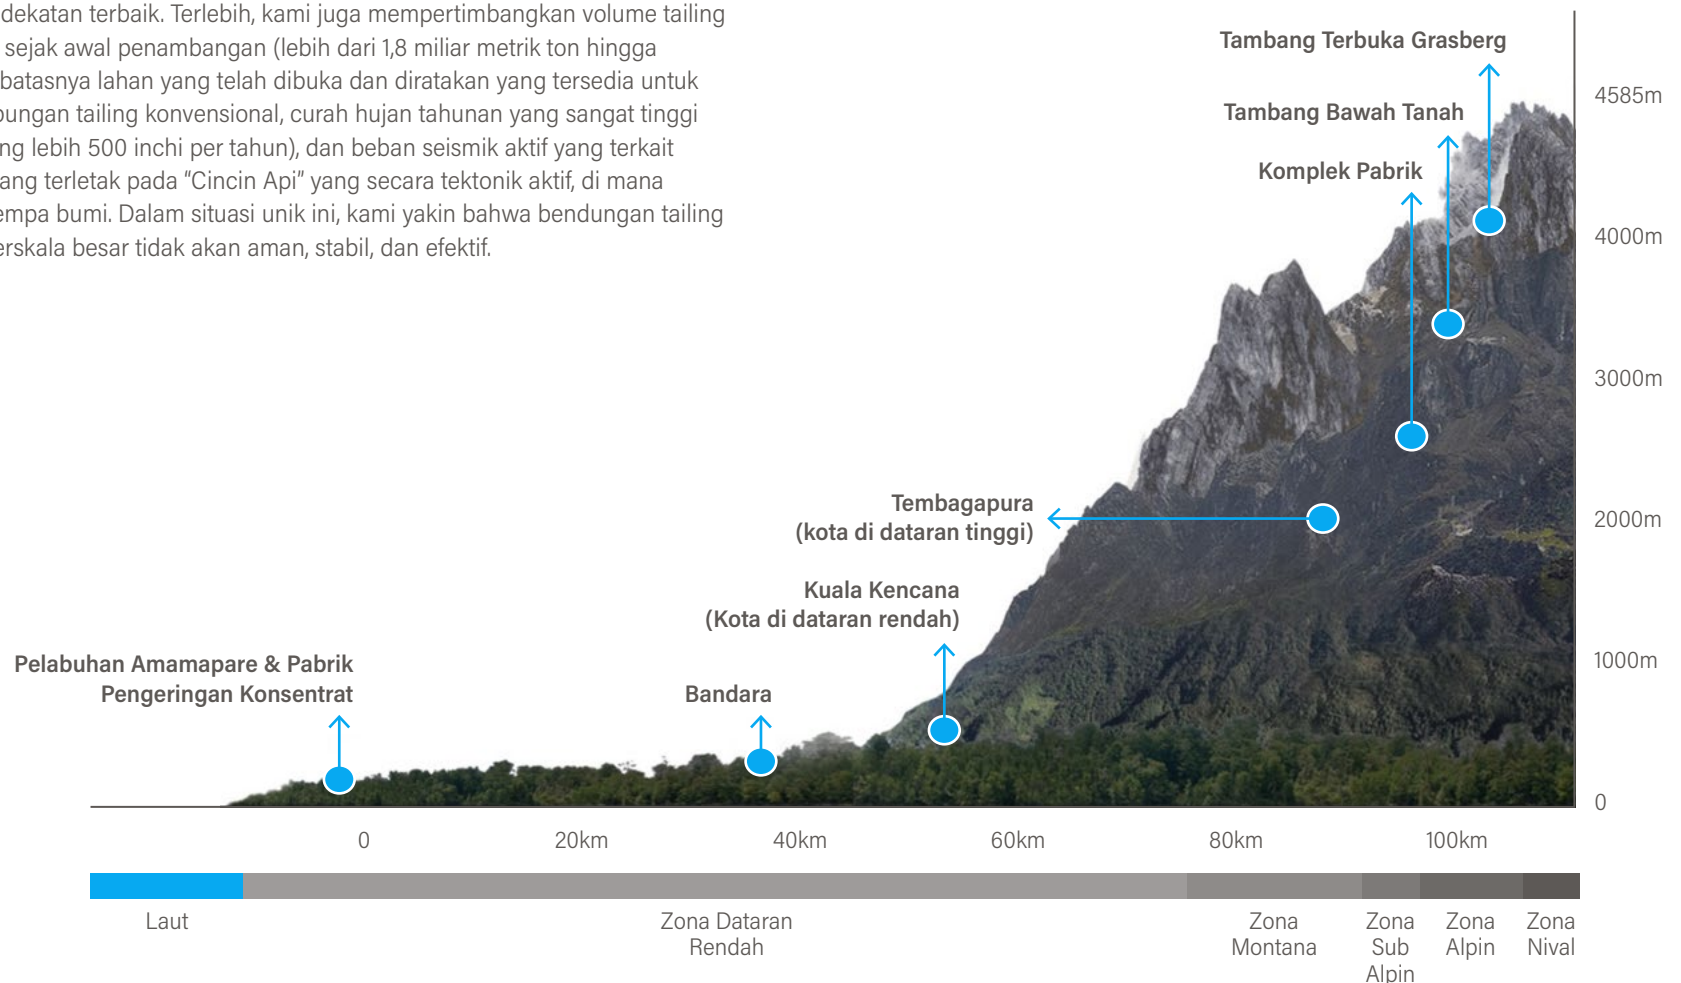 dekatan terbaik. Terlebih, kami juga mempertimbangkan volume tailing
sejak awal penambangan (lebih dari 1,8 miliar metrik ton hingga
batasnya lahan yang telah dibuka dan diratakan yang tersedia untuk
bungan tailing konvensional, curah hujan tahunan yang sangat tinggi
ng lebih 500 inchi per tahun), dan beban seismik aktif yang terkait
ang terletak pada “Cincin Api” yang secara tektonik aktif, di mana
empa bumi. Dalam situasi unik ini, kami yakin bahwa bendungan tailing
erskala besar tidak akan aman, stabil, dan efektif.
Tambang Terbuka Grasberg
Tambang Bawah Tanah
Komplek Pabrik
Tembagapura
(kota di dataran tinggi)
Kuala Kencana
(Kota di dataran rendah)
Pelabuhan Amamapare & Pabrik
Pengeringan Konsentrat
Bandara
4585m
4000m
3000m
2000m
1000m
0
0 20km 40km 60km 80km 100km
Laut
Zona Dataran
Rendah
Zona
Montana
Zona
Sub
Alpin
Zona
Alpin
Zona
Nival